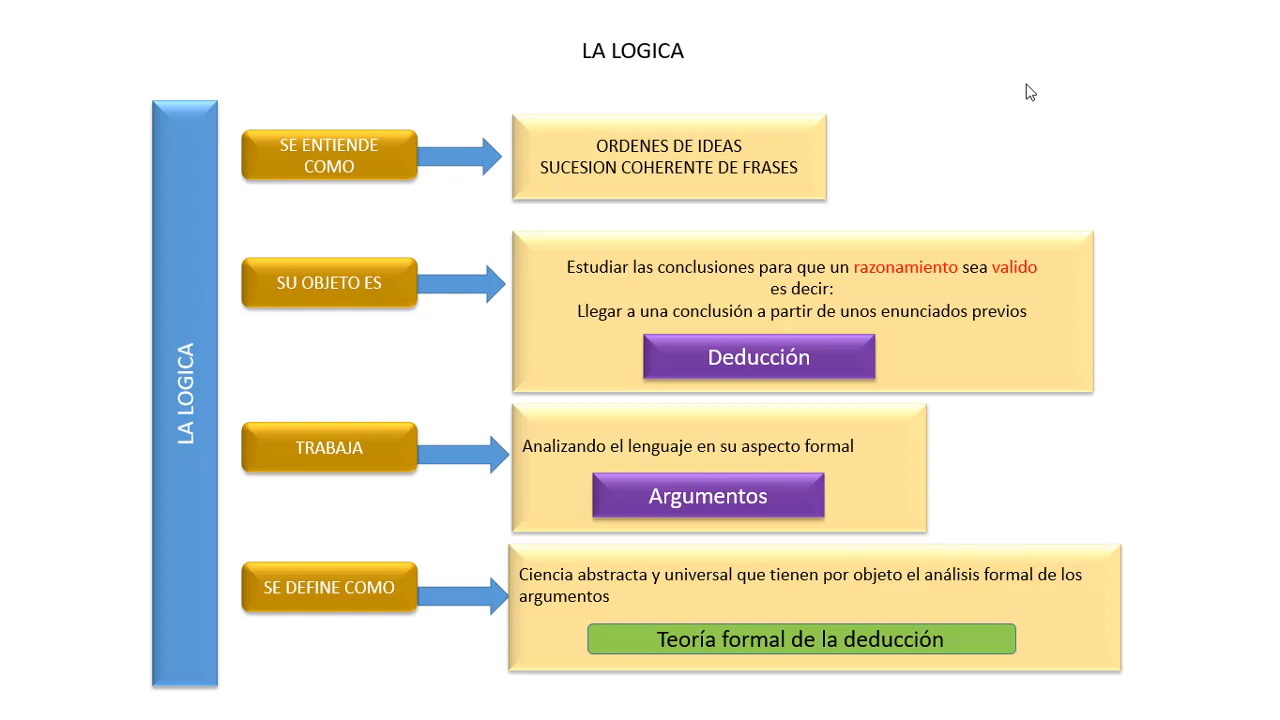 LA LOGICA
LA LOGICA
SE ENTIENDE
COMO
ORDENES DE IDEAS
SUCESION COHERENTE DE FRASES
SU OBJETO ES
Estudiar las conclusiones para que un razonamiento sea valido
es decir:
Llegar a una conclusión a partir de unos enunciados previos
Deducción
TRABAJA
Analizando el lenguaje en su aspecto formal
Argumentos
SE DEFINE COMO
Ciencia abstracta y universal que tienen por objeto el análisis formal de los
argumentos
Teoría formal de la deducción